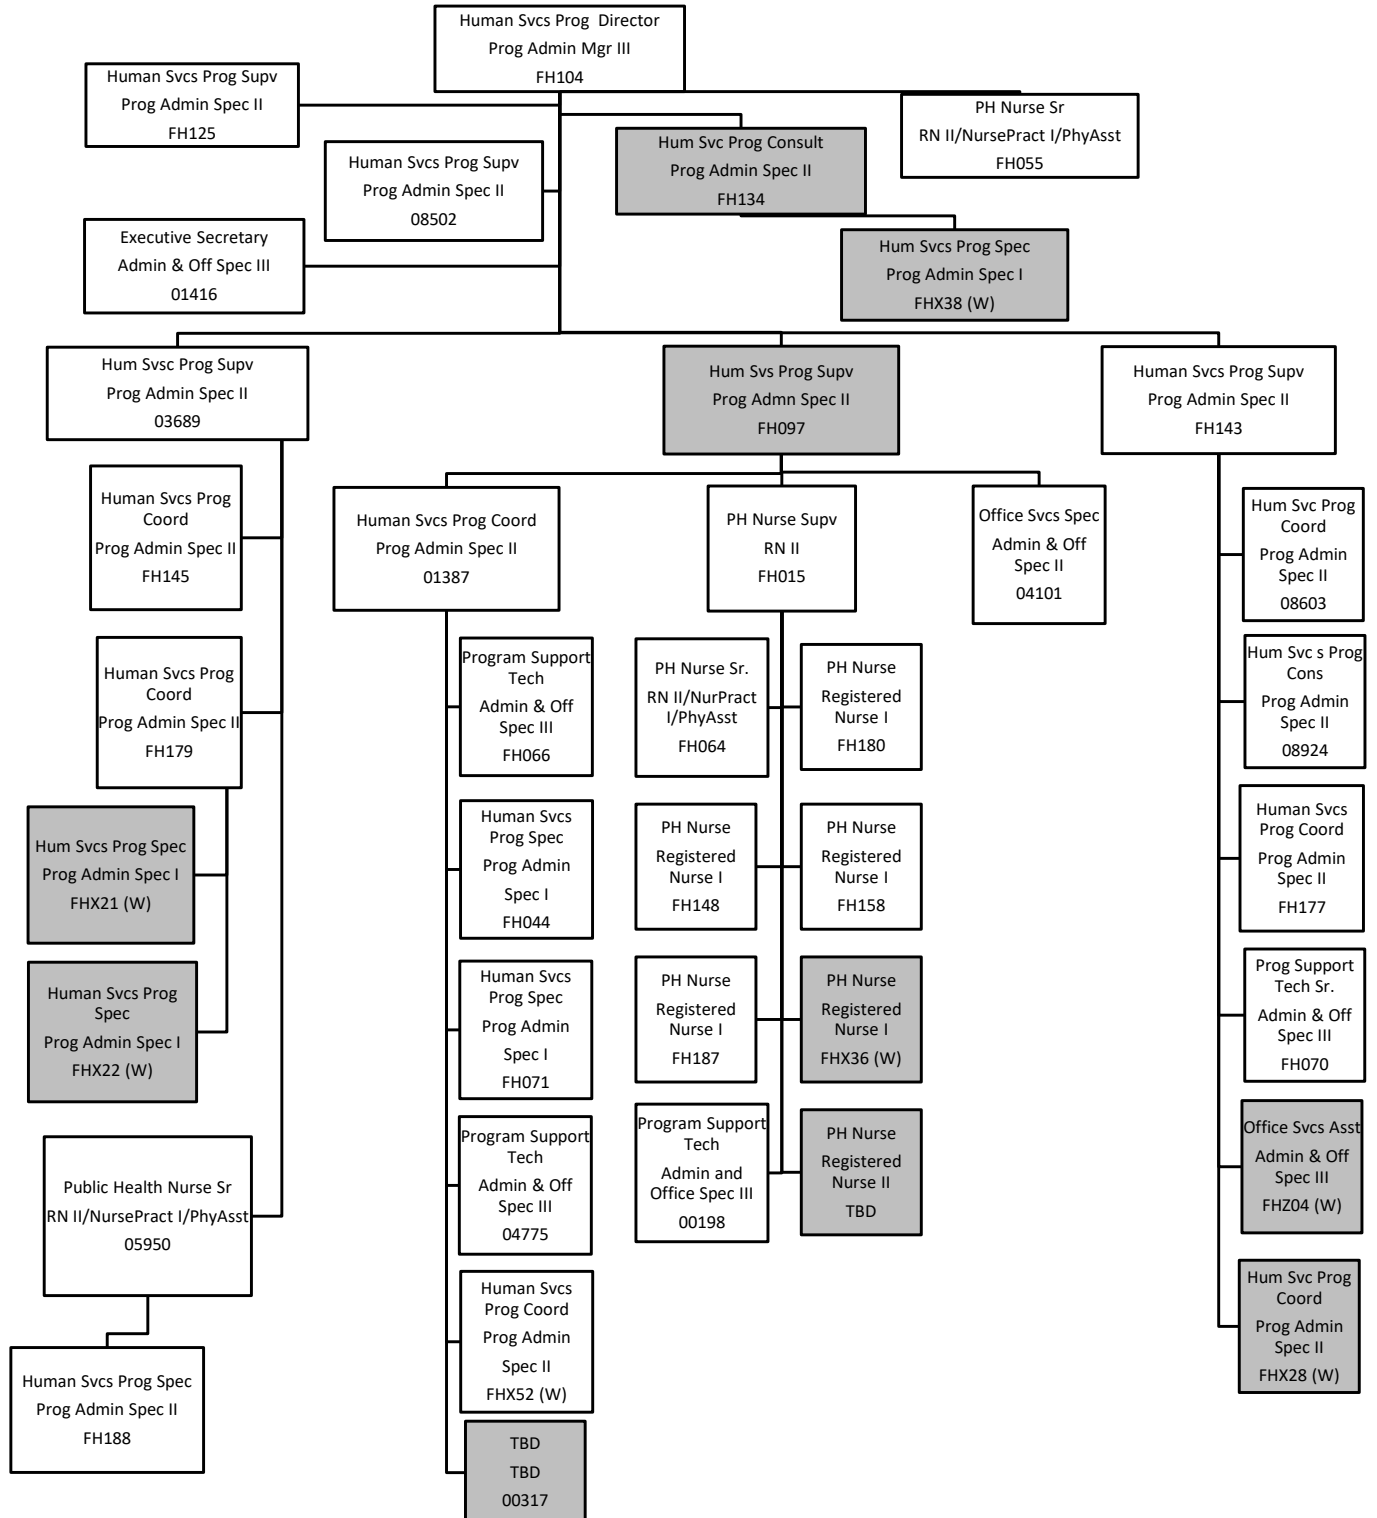 Human Svcs Prog  Director
Prog Admin Mgr III
FH104
Human Svcs Prog Supv
Prog Admin Spec II
FH125
PH Nurse Sr
RN II/NursePract I/PhyAsst
FH055
Hum Svc Prog Consult
Prog Admin Spec II
FH134
Human Svcs Prog Supv
Prog Admin Spec II
08502
Executive Secretary
Admin & Off Spec III
01416
Hum Svcs Prog Spec
Prog Admin Spec I
FHX38 (W)
Hum Svsc Prog Supv
Prog Admin Spec II
03689
Hum Svs Prog Supv
Prog Admn Spec II
FH097
Human Svcs Prog Supv
Prog Admin Spec II
FH143
Human Svcs Prog
Coord
Prog Admin Spec II
FH145
Human Svcs Prog
Coord
Prog Admin Spec II
FH179
Hum Svcs Prog Spec
Prog Admin Spec I
FHX21 (W)
Human Svcs Prog
Spec
Prog Admin Spec I
FHX22 (W)
Public Health Nurse Sr
RN II/NursePract I/PhyAsst
05950
Human Svcs Prog Spec
Prog Admin Spec II
FH188
Human Svcs Prog Coord
Prog Admin Spec II
01387
PH Nurse Supv
RN II
FH015
Office Svcs Spec
Admin & Off
Spec II
04101
Program Support
Tech
Admin & Off
Spec III
FH066
Human Svcs
Prog Spec
Prog Admin
Spec I
FH044
Human Svcs
Prog Spec
Prog Admin
Spec I
FH071
Program Support
Tech
Admin & Off
Spec III
04775
Human Svcs
Prog Coord
Prog Admin
Spec II
FHX52 (W)
TBD
TBD
00317
PH Nurse Sr.
RN II/NurPract
I/PhyAsst
FH064
PH Nurse
Registered
Nurse I
FH180
PH Nurse
Registered
Nurse I
FH148
PH Nurse
Registered
Nurse I
FH158
PH Nurse
Registered
Nurse I
FH187
PH Nurse
Registered
Nurse I
FHX36 (W)
Program Support
Tech
Admin and
Office Spec III
00198
PH Nurse
Registered
Nurse II
TBD
Hum Svc Prog
Coord
Prog Admin
Spec II
08603
Hum Svc s Prog
Cons
Prog Admin
Spec II
08924
Human Svcs
Prog Coord
Prog Admin
Spec II
FH177
Prog Support
Tech Sr.
Admin & Off
Spec III
FH070
Office Svcs Asst
Admin & Off
Spec III
FHZ04 (W)
Hum Svc Prog
Coord
Prog Admin
Spec II
FHX28 (W)